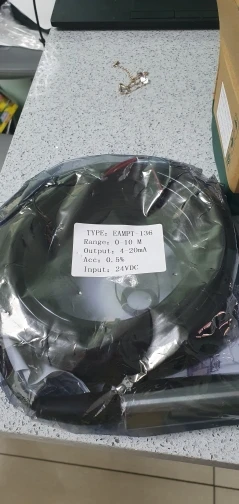 TYPE: EAMPT-136
Range: 0-10 M
Output: 4-20mA
Acc: 0.5%
Input: 24VDC